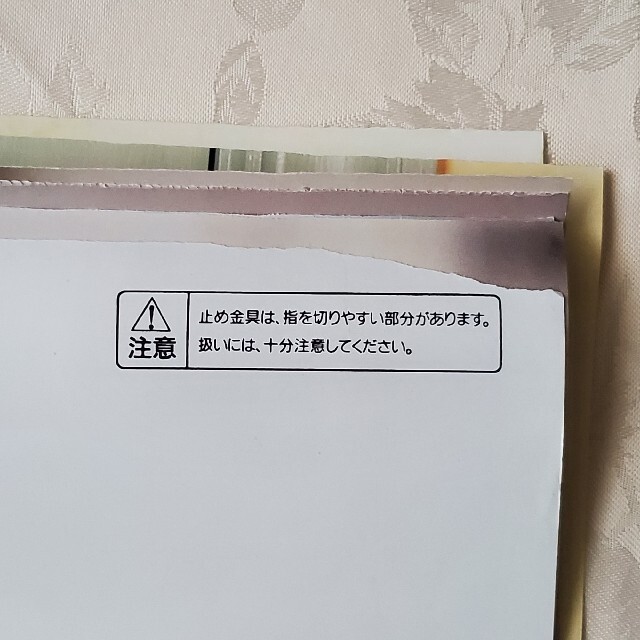 注意
止め金具は、指を切りやすい部分があります。
扱いには、十分注意してください。